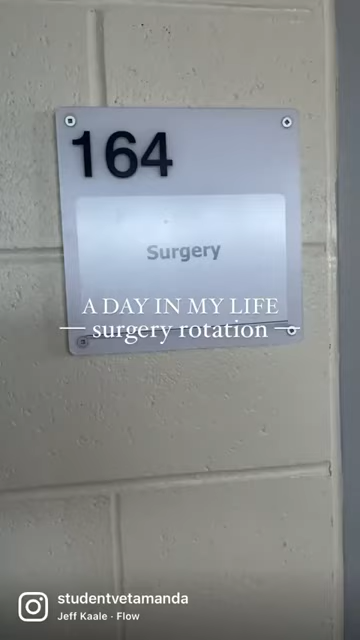 164
Surgery
A DAY IN MY LIFE
— surgery rotation —
studentvetamanda
Jeff Kaale · Flow